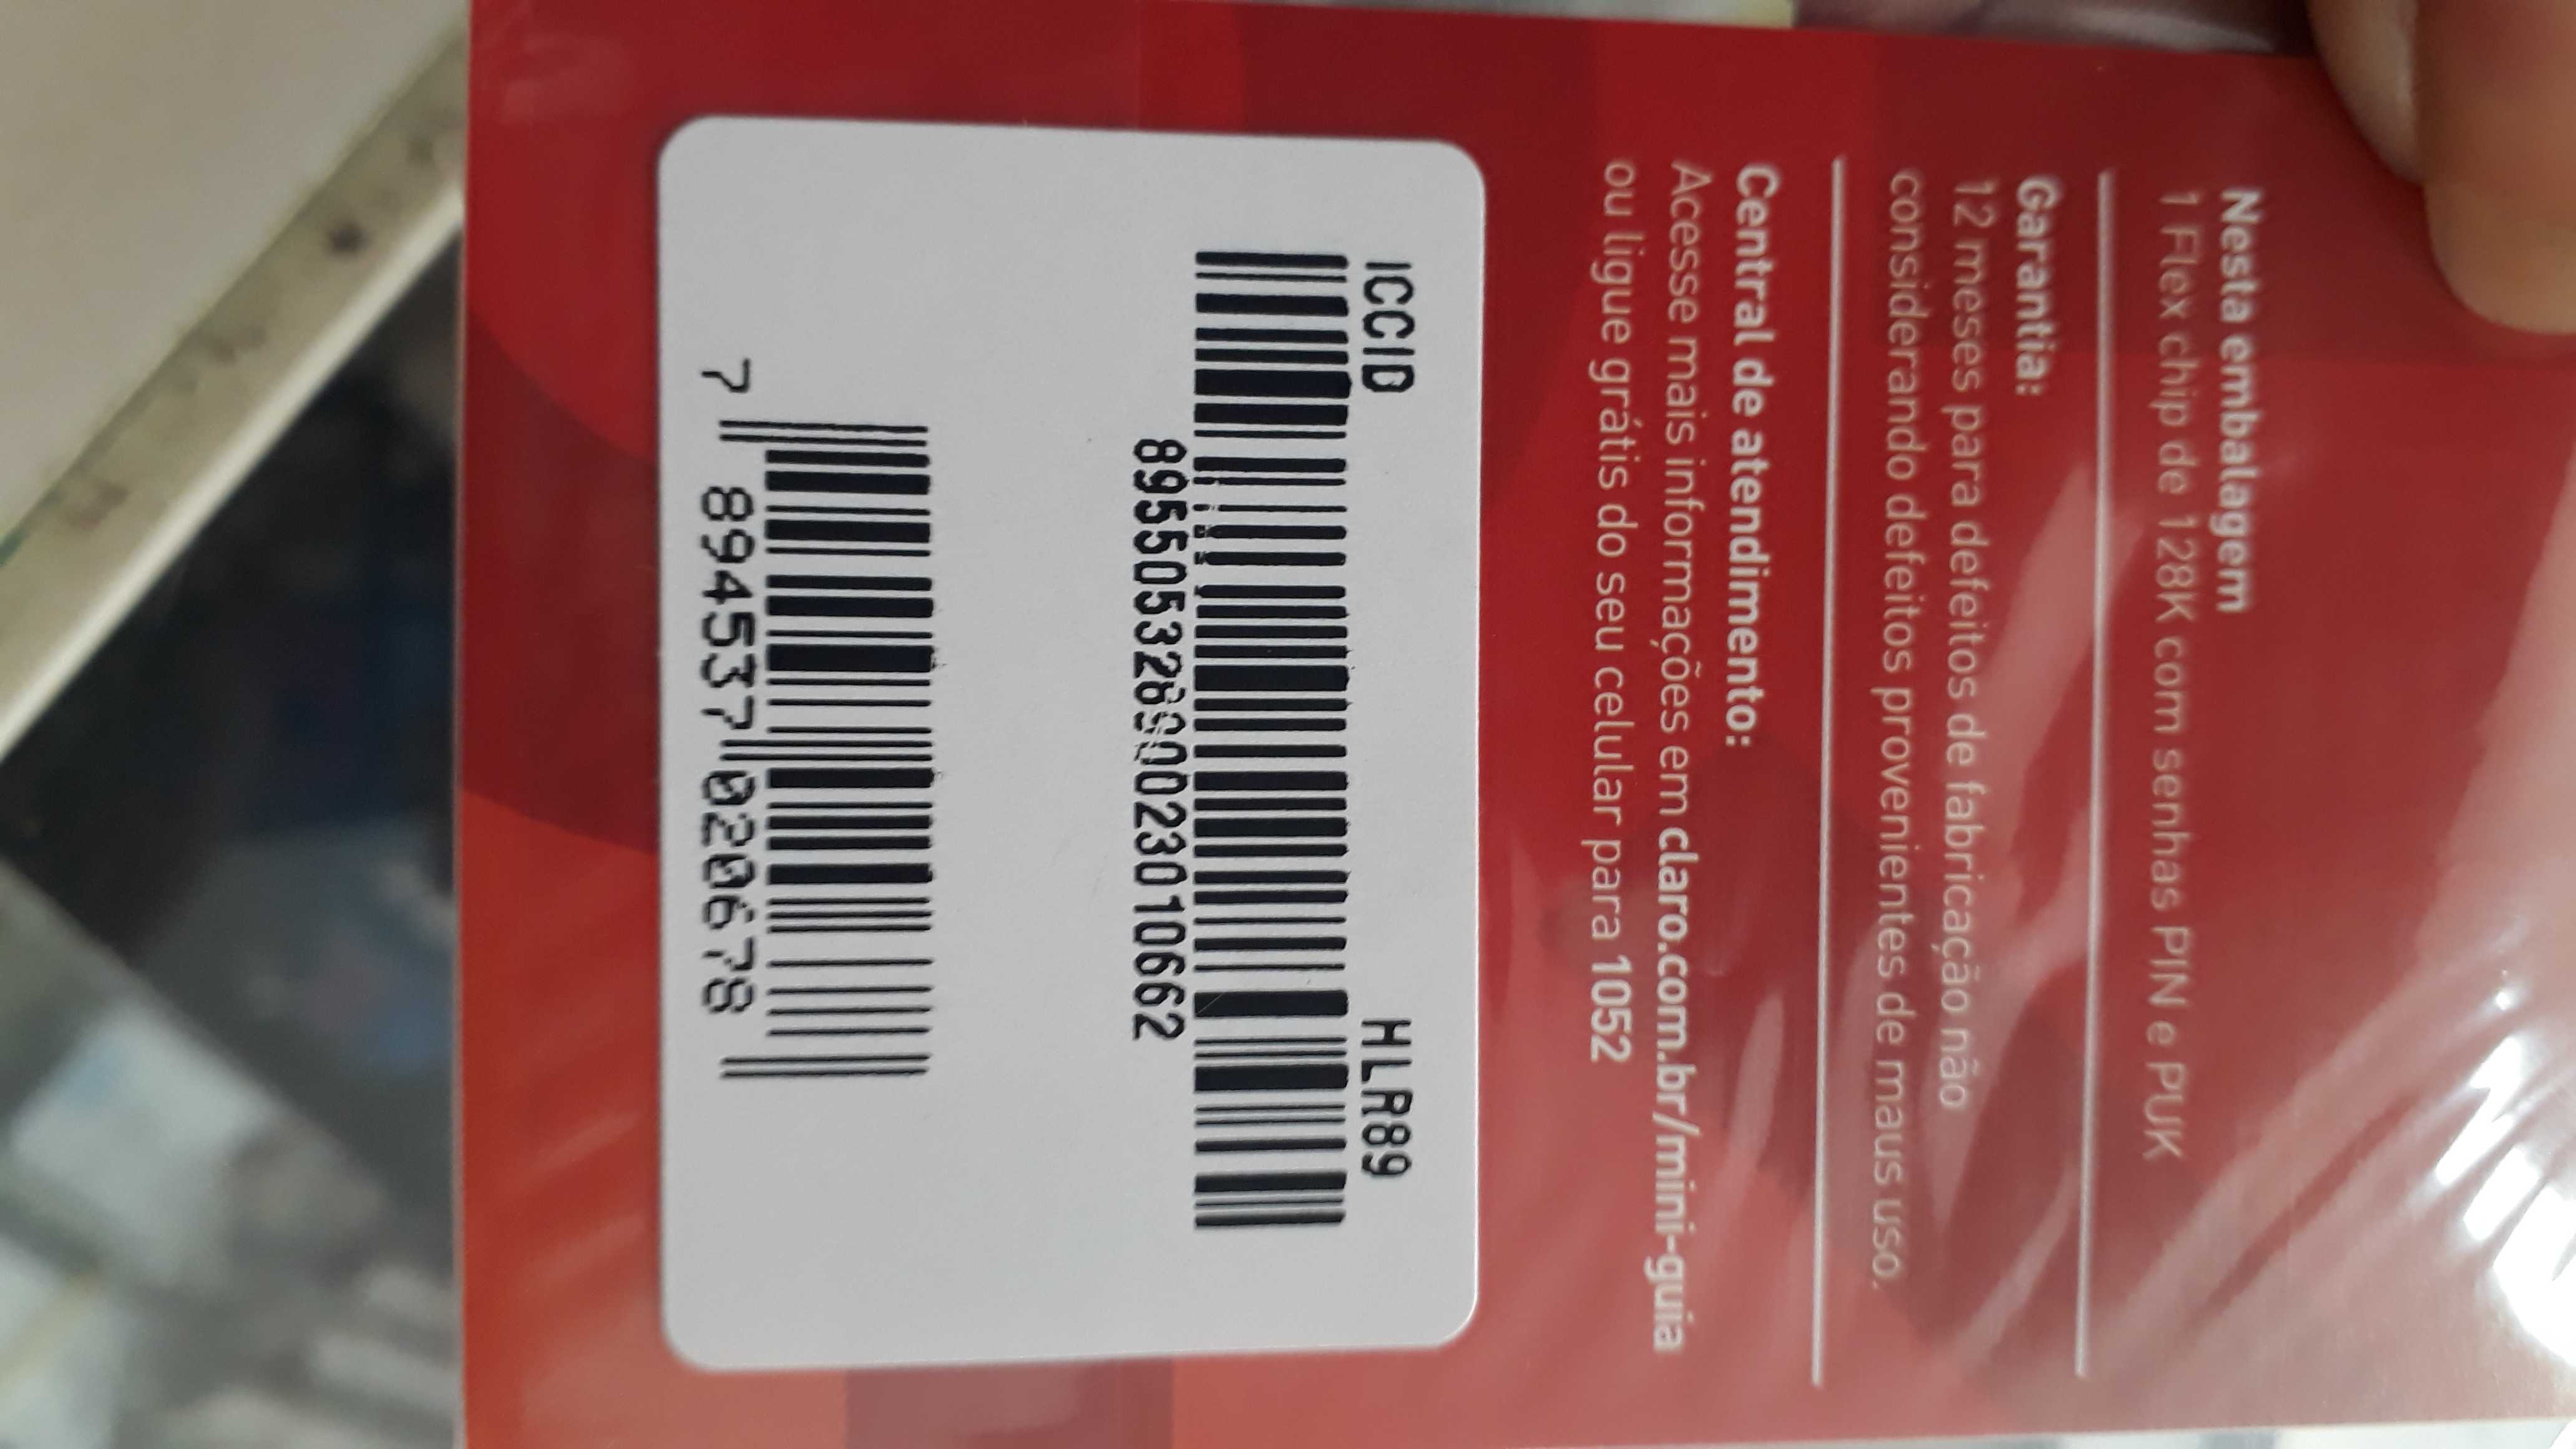 Nesta embalagem
1 Flex chip de 128K com senhas PIN e PUK
Garantia:
12 meses para defeitos de fabricação não
considerando defeitos provenientes de maus uso.
Central de atendimento:
Acesse mais informações em claro.com.br/mini-guia
ou ligue grátis do seu celular para 1052
ICCID HLR89
7 894537 020678